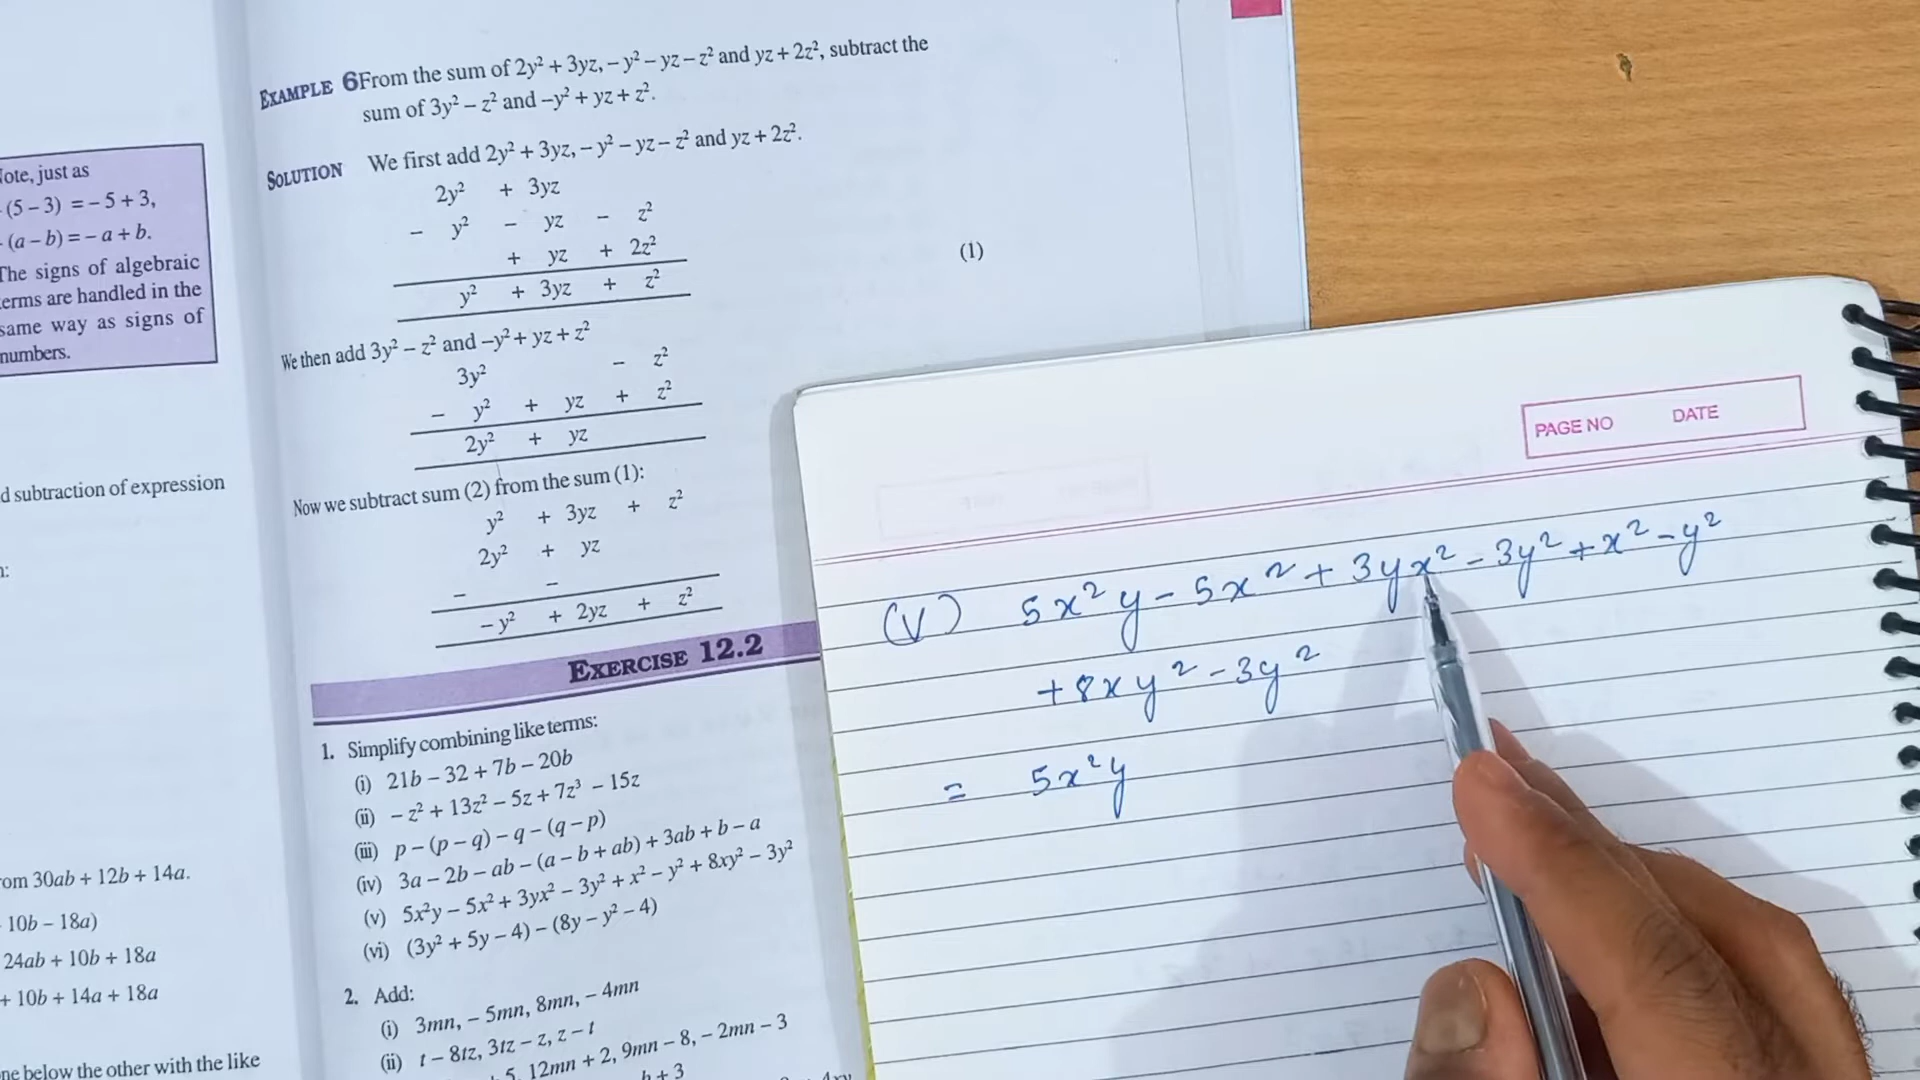 EXAMPLE 6 From the sum of 2y² + 3yz, – y² – yz – z² and yz + 2z², subtract the
sum of 3y² – z² and –y² + yz + z².
SOLUTION We first add 2y² + 3yz, – y² – yz – z² and yz + 2z².
2y² + 3yz
– y² – yz – z²
+ yz + 2z²
y² + 3yz + z² (1)
We then add 3y² – z² and –y² + yz + z²
3y² – z²
– y² + yz + z²
2y² + yz
Now we subtract sum (2) from the sum (1):
y² + 3yz + z²
2y² + yz
– –
– y² + 2yz + z²
EXERCISE 12.2
1. Simplify combining like terms:
(i) 21b – 32 + 7b – 20b
(ii) – z² + 13z² – 5z + 7z³ – 15z
(iii) p – (p – q) – q – (q – p)
(iv) 3a – 2b – ab – (a – b + ab) + 3ab + b – a
(v) 5x²y – 5x² + 3yx² – 3y² + x² – y² + 8xy² – 3y²
(vi) (3y² + 5y – 4) – (8y – y² – 4)
2. Add:
(i) 3mn, – 5mn, 8mn, – 4mn
(ii) t – 8tz, 3tz – z, z – t
5, 12mn + 2, 9mn – 8, – 2mn – 3
b + 3
just as
(5 – 3) = – 5 + 3,
(a – b) = – a + b.
The signs of algebraic
terms are handled in the
same way as signs of
numbers.
d subtraction of expression
om 30ab + 12b + 14a.
10b – 18a)
24ab + 10b + 18a
+ 10b + 14a + 18a
ne below the other with the like
PAGE NO DATE
(V) 5x²y – 5x² + 3yx² – 3y² + x² – y²
+ 8xy² – 3y²
= 5x²y